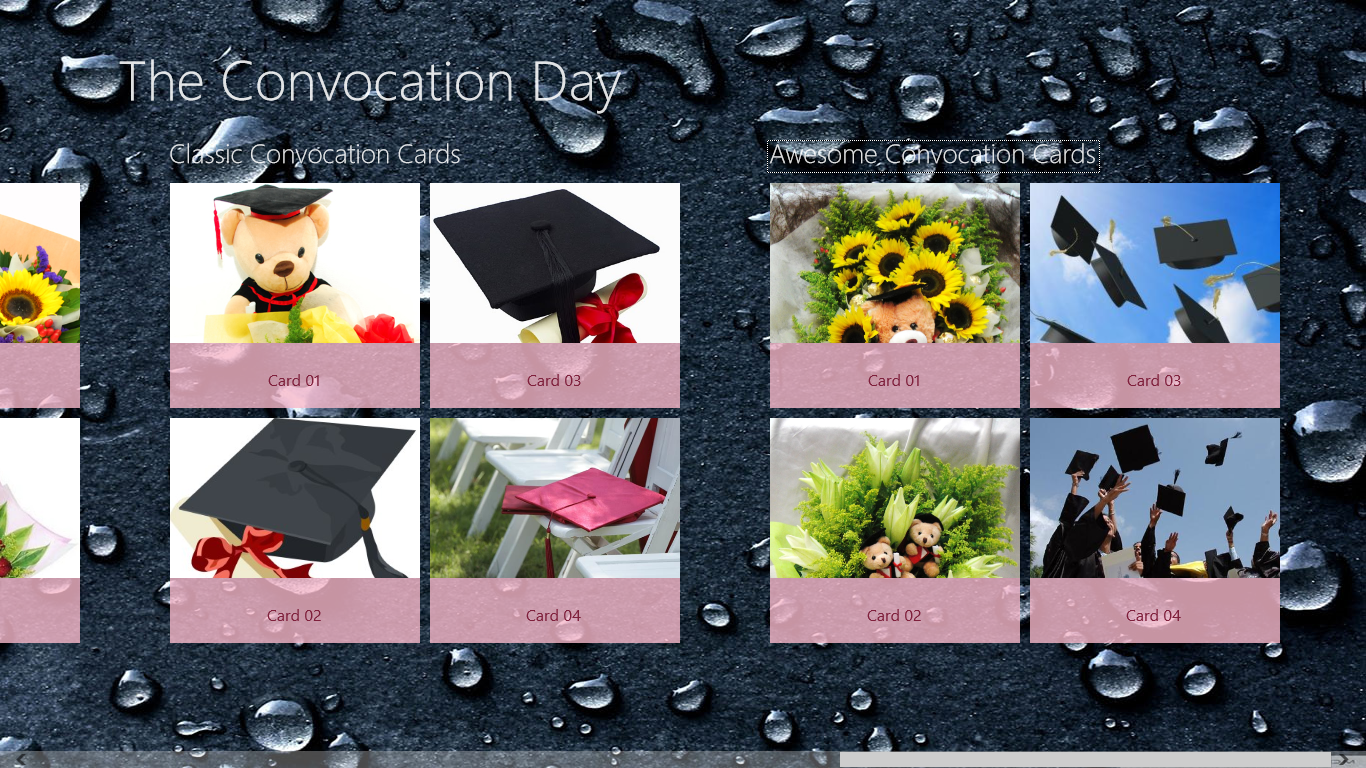 The Convocation Day
Classic Convocation Cards
Awesome Convocation Cards
Card 01
Card 03
Card 01
Card 03
Card 02
Card 04
Card 02
Card 04